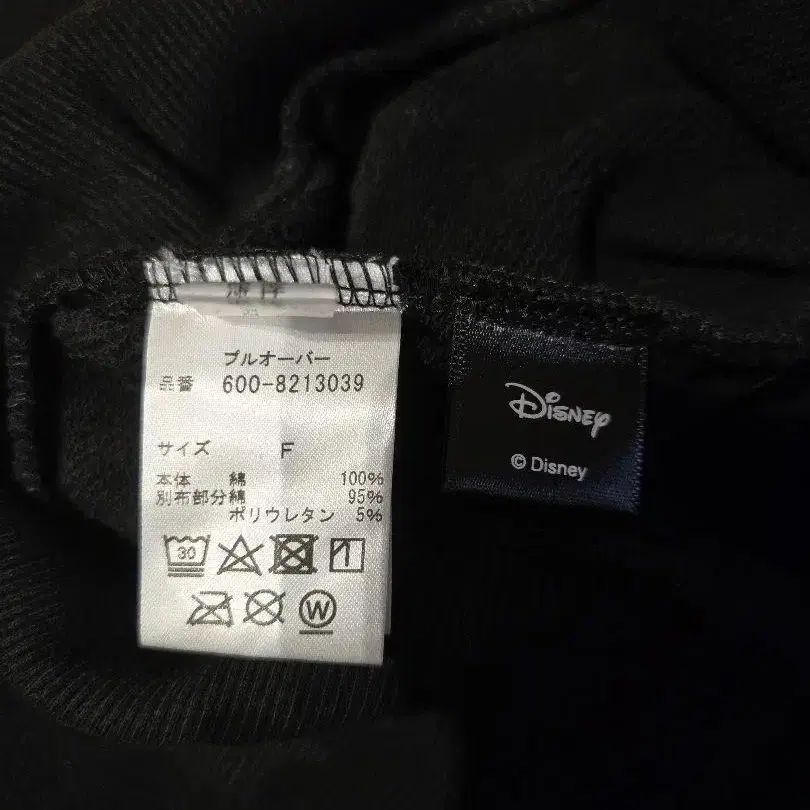 プルオーバー
品番 600-8213039
サイズ F
本体 綿 100%
別布部分綿 95%
ポリウレタン 5%
30
W
Disney
© Disney